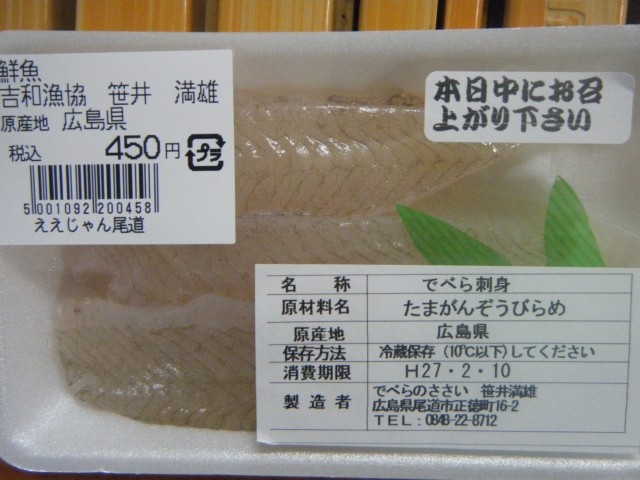 鮮魚
吉和漁協 笹井 満雄
原産地 広島県
税込 450円 プラ
5001092200458
ええじゃん尾道
本日中にお召
上がり下さい
名称 でべら刺身
原材料名 たまがんぞうびらめ
原産地 広島県
保存方法 冷蔵保存(10℃以下)してください
消費期限 H27・2・10
製造者 でべらのささい 笹井満雄
広島県尾道市正徳町16-2
TEL:0848-22-8712